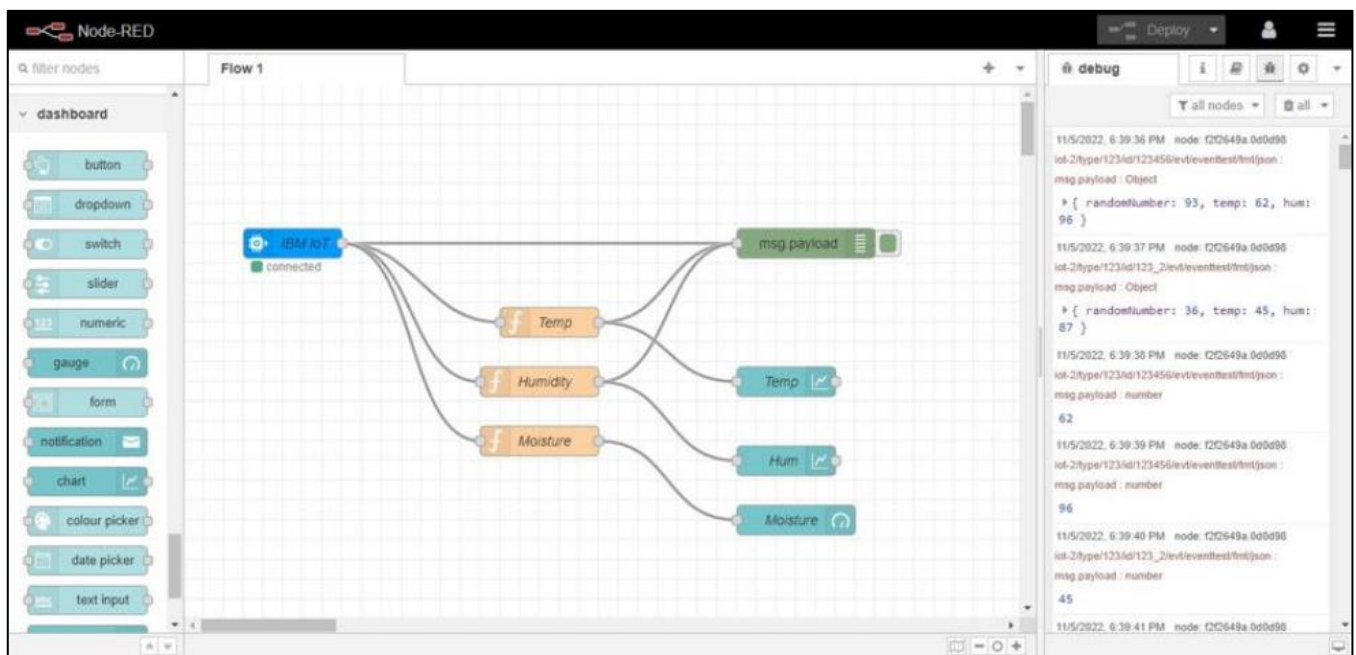 Node-RED
Deploy
filter nodes
Flow 1
debug
i
all nodes
all
dashboard
button
dropdown
switch
slider
numeric
gauge
form
notification
chart
colour picker
date picker
text input
IBM IoT
connected
Temp
Humidity
Moisture
msg.payload
Temp
Hum
Moisture
11/5/2022, 6:39:36 PM node: f2f2649a.0d0d98
iot-2/type/123/id/123456/evt/eventtest/fmt/json :
msg.payload : Object
{ randomNumber: 93, temp: 62, hum:
96 }
11/5/2022, 6:39:37 PM node: f2f2649a.0d0d98
iot-2/type/123/id/123_2/evt/eventtest/fmt/json :
msg.payload : Object
{ randomNumber: 36, temp: 45, hum:
87 }
11/5/2022, 6:39:38 PM node: f2f2649a.0d0d98
iot-2/type/123/id/123456/evt/eventtest/fmt/json :
msg.payload : number
62
11/5/2022, 6:39:39 PM node: f2f2649a.0d0d98
iot-2/type/123/id/123456/evt/eventtest/fmt/json :
msg.payload : number
96
11/5/2022, 6:39:40 PM node: f2f2649a.0d0d98
iot-2/type/123/id/123_2/evt/eventtest/fmt/json :
msg.payload : number
45
11/5/2022, 6:39:41 PM node: f2f2649a.0d0d98